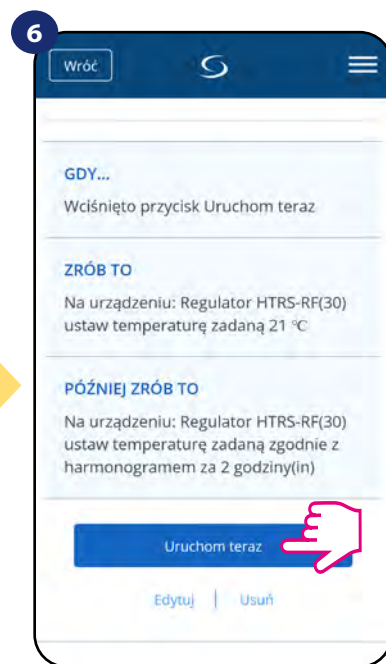 6
Wróć
GDY...
Wciśnięto przycisk Uruchom teraz
ZRÓB TO
Na urządzeniu: Regulator HTRS-RF(30)
ustaw temperaturę zadaną 21 °C
PÓŹNIEJ ZRÓB TO
Na urządzeniu: Regulator HTRS-RF(30)
ustaw temperaturę zadaną zgodnie z
harmonogramem za 2 godziny(in)
Uruchom teraz
Edytuj | Usuń